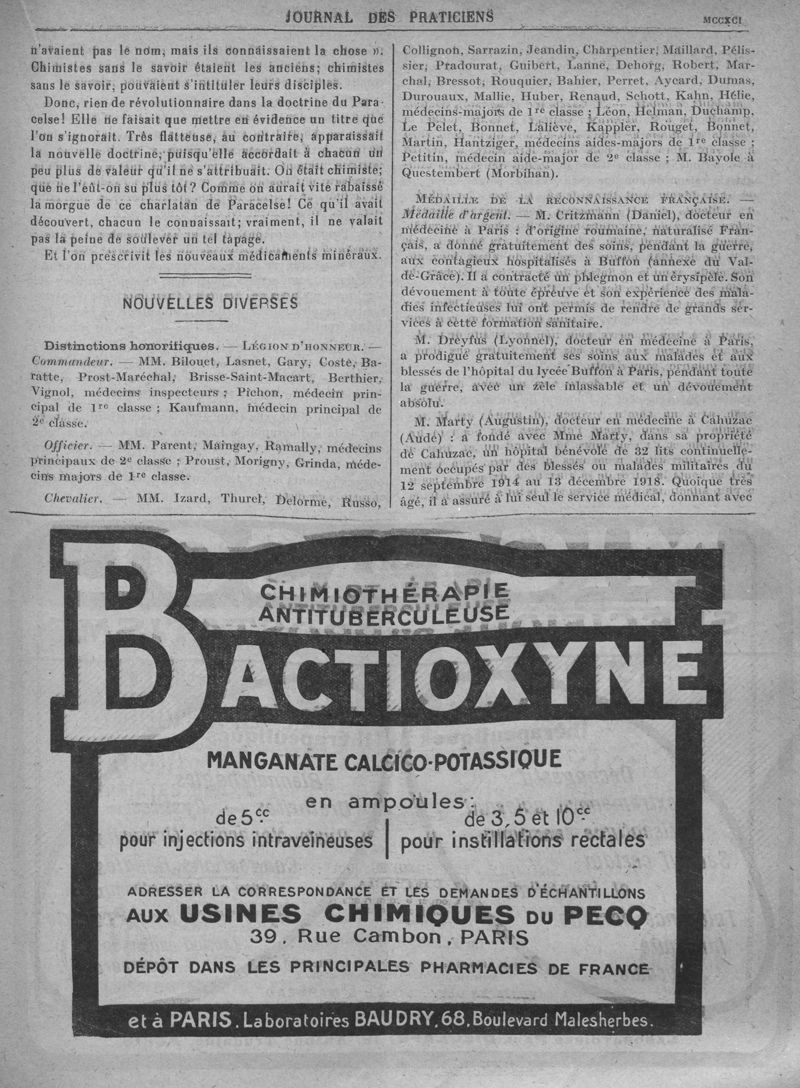 JOURNAL DES PRATICIENS
MCCXCI
n'avaient pas le nom, mais ils connaissaient la chose ».
Chimistes sans le savoir étaient les anciens; chimistes
sans le savoir, pouvaient s'intituler leurs disciples.
Donc, rien de révolutionnaire dans la doctrine du Para-
celse! Elle ne faisait que mettre en évidence un titre que
l'on s'ignorait. Très flatteuse, au contraire, apparaissait
la nouvelle doctrine, puisqu'elle accordait à chacun un
peu plus de valeur qu'il ne s'attribuait. On était chimiste;
que ne l'eût-on su plus tôt? Comme on aurait vite rabaissé
la morgue de ce charlatan de Paracelse! Ce qu'il avait
découvert, chacun le connaissait; vraiment, il ne valait
pas la peine de soulever un tel tapage.
Et l'on prescrivit les nouveaux médicaments minéraux.
NOUVELLES DIVERSES
Distinctions honorifiques. — LÉGION D'HONNEUR. —
Commandeur. — MM. Bilouet, Lasnet, Gary, Coste, Ba-
ratte, Prost-Maréchal, Brisse-Saint-Macart, Berthier,
Vignol, médecins inspecteurs ; Pichon, médecin prin-
cipal de 1re classe ; Kaufmann, médecin principal de
2e classe.
Officier. — MM. Parent, Maingay, Ramally, médecins
principaux de 2e classe ; Proust, Morigny, Grinda, méde-
cins majors de 1re classe.
Chevalier. — MM. Izard, Thurel, Delorme, Russo,
Collignon, Sarrazin, Jeandin, Charpentier, Maillard, Pélis-
sier, Pradourat, Guibert, Lanne, Dehorg, Robert, Mar-
chal, Bressot, Rouquier, Bahier, Perret, Aycard, Dumas,
Durouaux, Mallie, Huber, Renaud, Schott, Kahn, Hélie,
médecins-majors de 1re classe ; Léon, Helman, Duchamp,
Le Pelet, Bonnet, Laliève, Kappler, Rouget, Bonnet,
Martin, Hantziger, médecins aides-majors de 1re classe ;
Petitin, médecin aide-major de 2e classe ; M. Bayole à
Questembert (Morbihan).
MÉDAILLE DE LA RECONNAISSANCE FRANÇAISE. —
Médaille d'argent. — M. Critzmann (Daniel), docteur en
médecine à Paris : d'origine roumaine, naturalisé Fran-
çais, a donné gratuitement des soins, pendant la guerre,
aux contagieux hospitalisés à Buffon (annexe du Val-
de-Grâce). Il a contracté un phlegmon et un érysipèle. Son
dévouement à toute épreuve et son expérience des mala-
dies infectieuses lui ont permis de rendre de grands ser-
vices à cette formation sanitaire.
M. Dreyfus (Lyonnel), docteur en médecine à Paris,
a prodigué gratuitement ses soins aux malades et aux
blessés de l'hôpital du lycée Buffon à Paris, pendant toute
la guerre, avec un zèle inlassable et un dévouement
absolu.
M. Marty (Augustin), docteur en médecine à Cahuzac
(Aude) : a fondé avec Mme Marty, dans sa propriété
de Cahuzac, un hôpital bénévole de 32 lits continuelle-
ment occupés par des blessés ou malades militaires du
12 septembre 1914 au 13 décembre 1918. Quoique très
âgé, il a assuré à lui seul le service médical, donnant avec
CHIMIOTHÉRAPIE
ANTITUBERCULEUSE
BACTIOXYNE
MANGANATE CALCICO-POTASSIQUE
en ampoules:
de 5cc
pour injections intraveineuses
de 3, 5 et 10cc
pour instillations rectales
ADRESSER LA CORRESPONDANCE ET LES DEMANDES D'ÉCHANTILLONS
AUX USINES CHIMIQUES DU PECQ
39, Rue Cambon, PARIS
DÉPÔT DANS LES PRINCIPALES PHARMACIES DE FRANCE
et à PARIS. Laboratoires BAUDRY, 68, Boulevard Malesherbes.